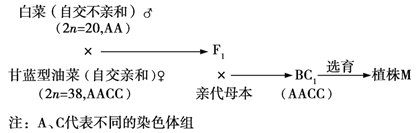 白菜（自交不亲和）♂
(2n=20,AA)
× F₁
甘蓝型油菜（自交亲和）♀ × BC₁ 选育 植株M
(2n=38,AACC) 亲代母本 (AACC)
注：A、C代表不同的染色体组